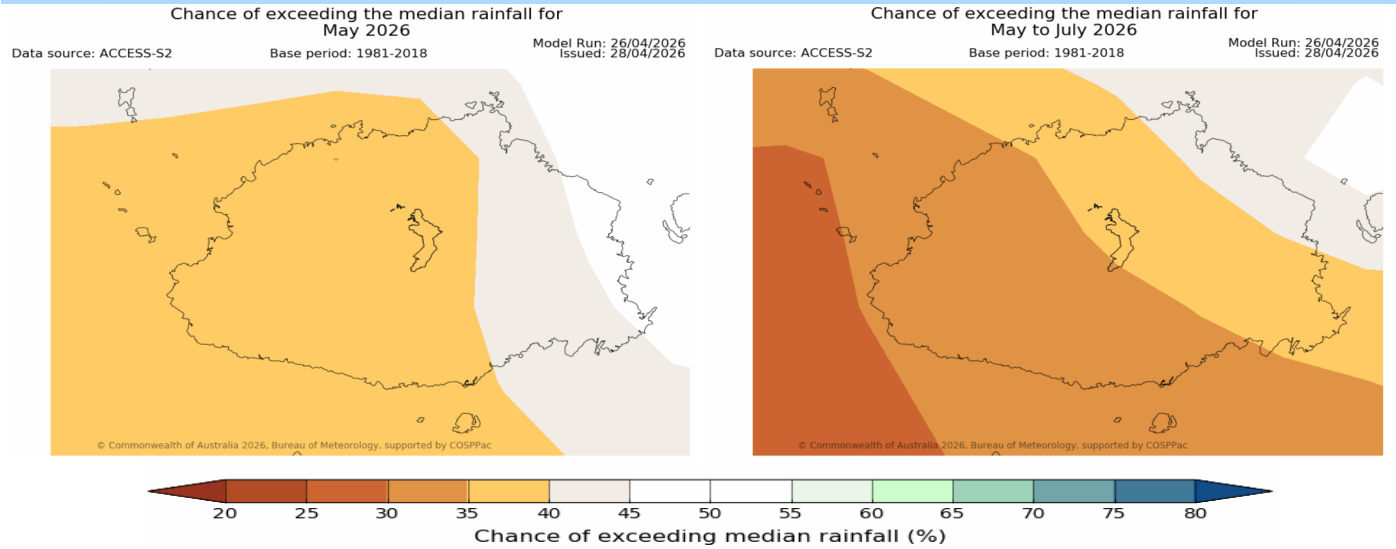 Chance of exceeding the median rainfall for
May 2026
Model Run: 26/04/2026
Data source: ACCESS-S2 Base period: 1981-2018 Issued: 28/04/2026
© Commonwealth of Australia 2026, Bureau of Meteorology, supported by COSPPac
Chance of exceeding the median rainfall for
May to July 2026
Model Run: 26/04/2026
Data source: ACCESS-S2 Base period: 1981-2018 Issued: 28/04/2026
© Commonwealth of Australia 2026, Bureau of Meteorology, supported by COSPPac
20 25 30 35 40 45 50 55 60 65 70 75 80
Chance of exceeding median rainfall (%)